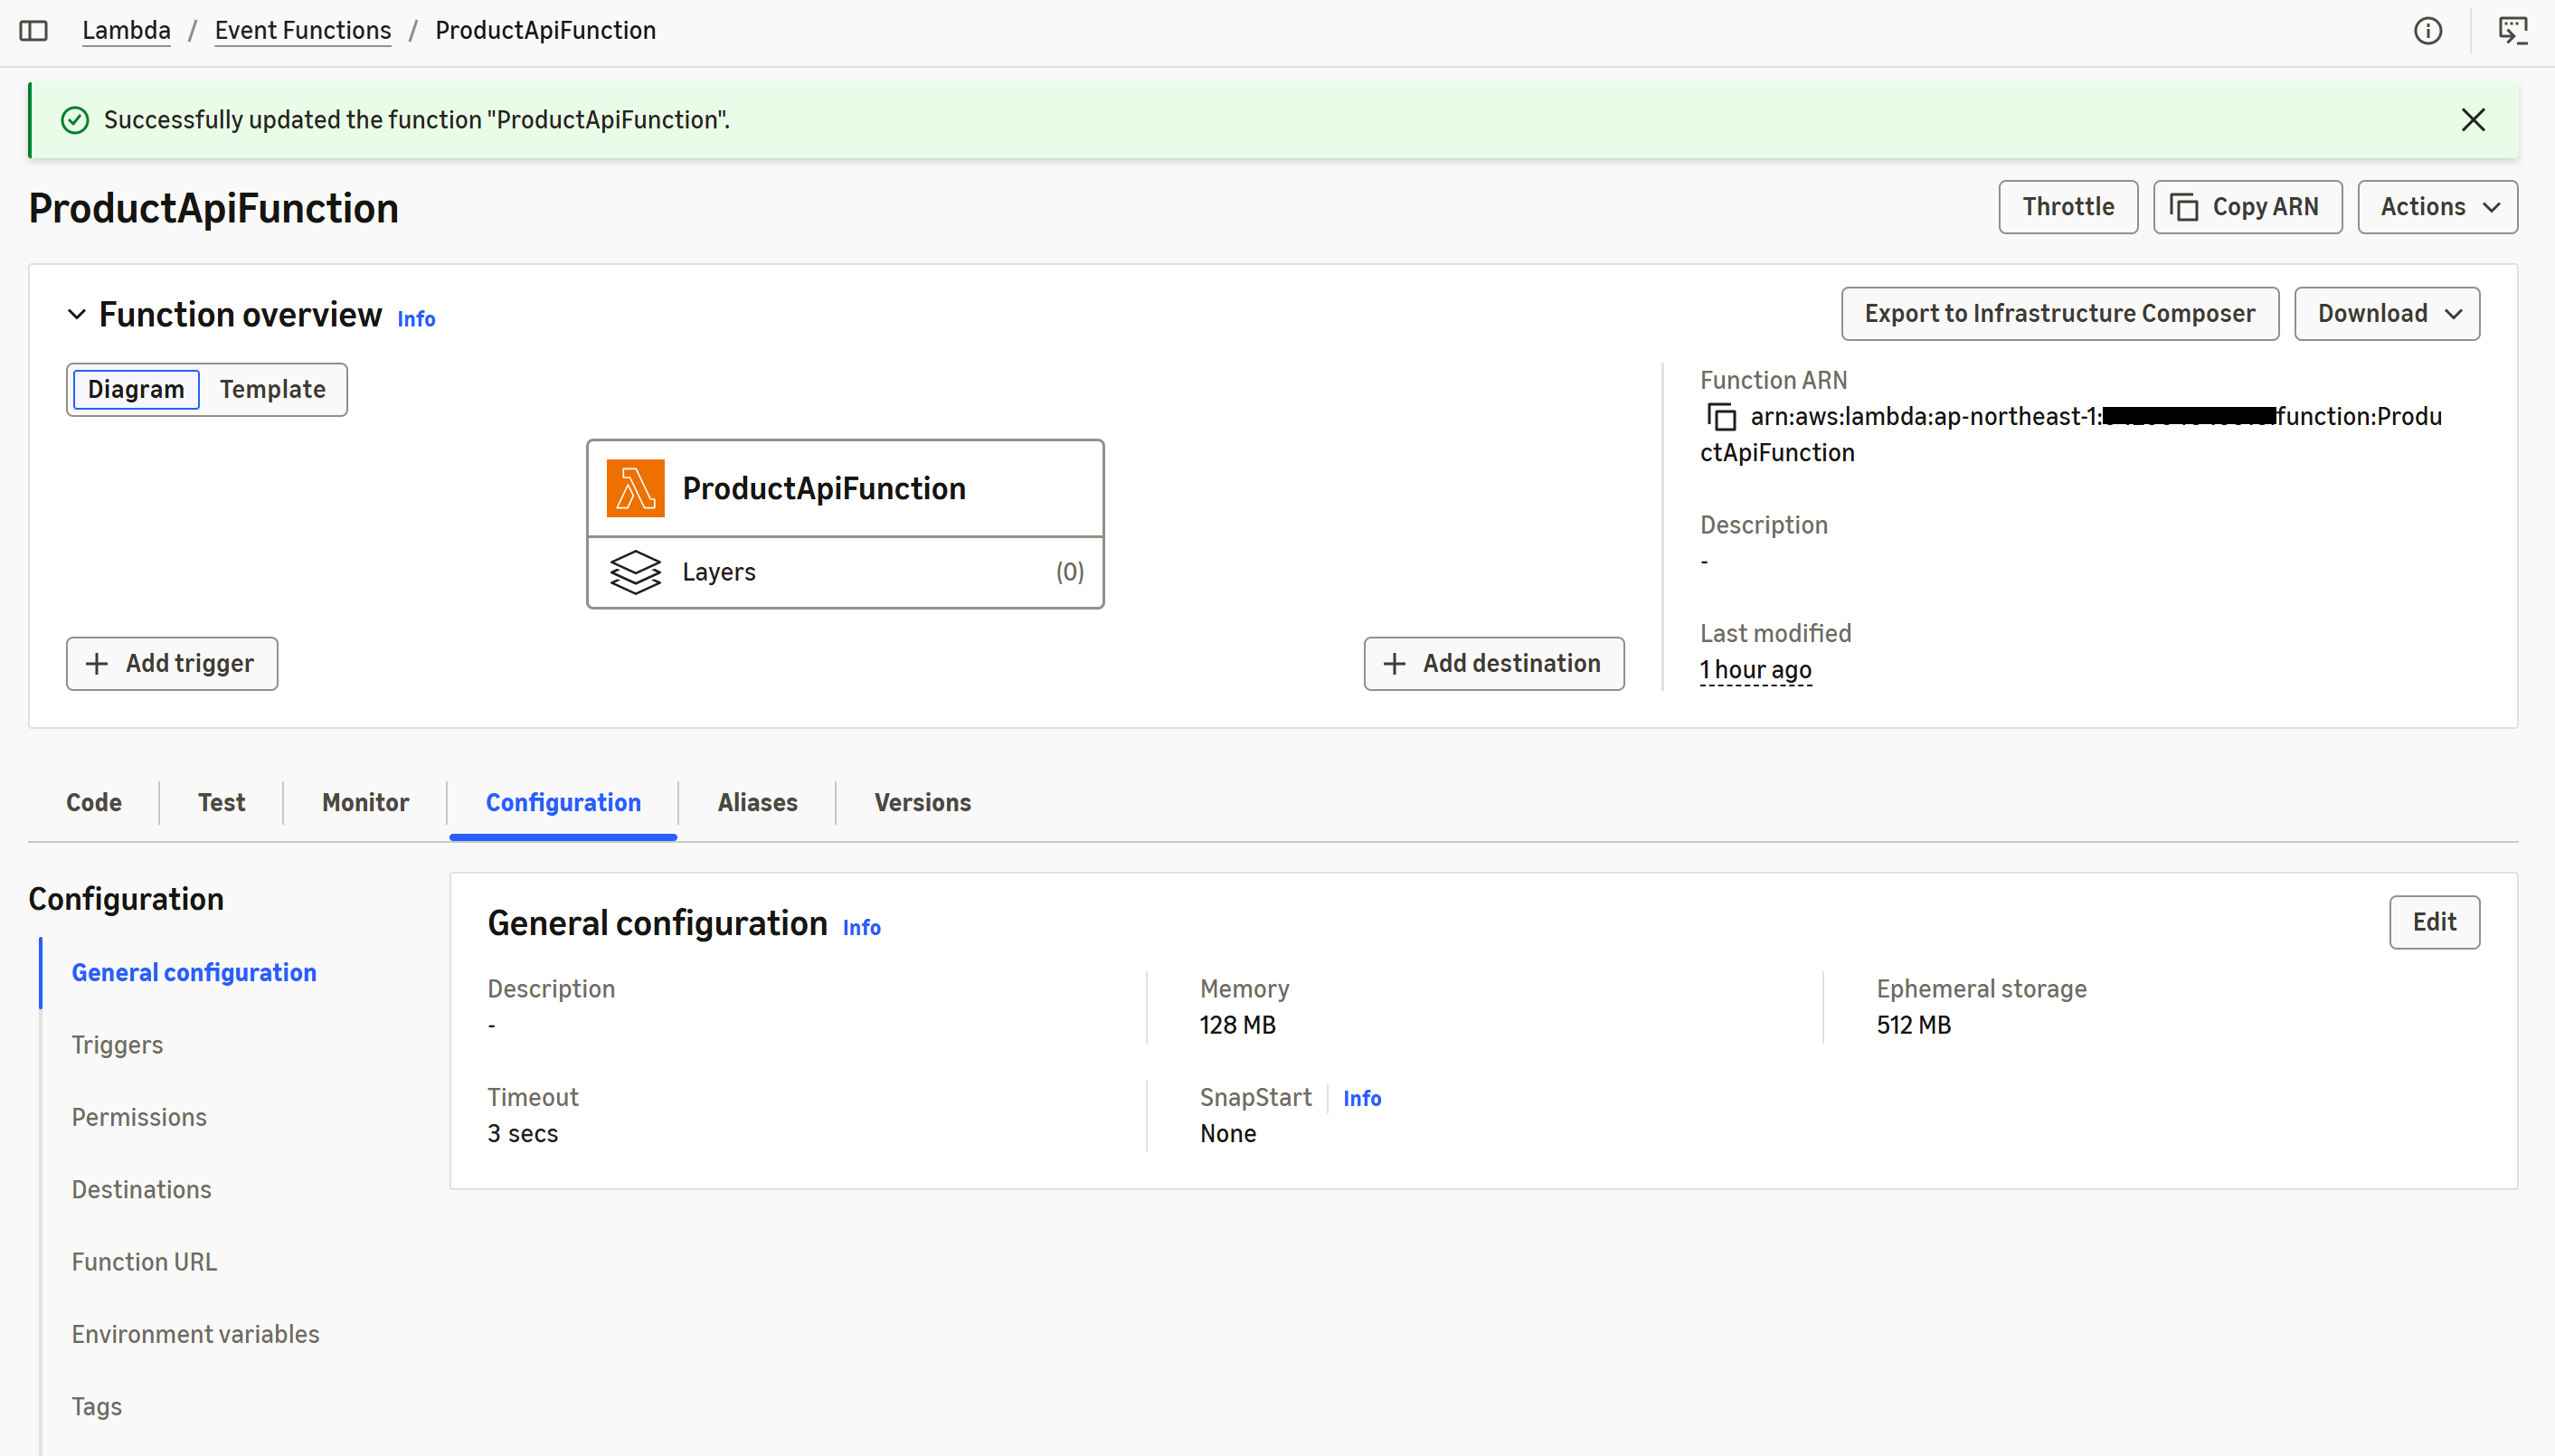 Lambda / Event Functions / ProductApiFunction
Successfully updated the function "ProductApiFunction".
ProductApiFunction
Throttle
Copy ARN
Actions
Function overview Info
Export to Infrastructure Composer
Download
Diagram
Template
ProductApiFunction
Layers (0)
Add trigger
Add destination
Function ARN
arn:aws:lambda:ap-northeast-1: function:Produ
ctApiFunction
Description
-
Last modified
1 hour ago
Code
Test
Monitor
Configuration
Aliases
Versions
Configuration
General configuration
Triggers
Permissions
Destinations
Function URL
Environment variables
Tags
General configuration Info
Edit
Description
-
Memory
128 MB
Ephemeral storage
512 MB
Timeout
3 secs
SnapStart Info
None